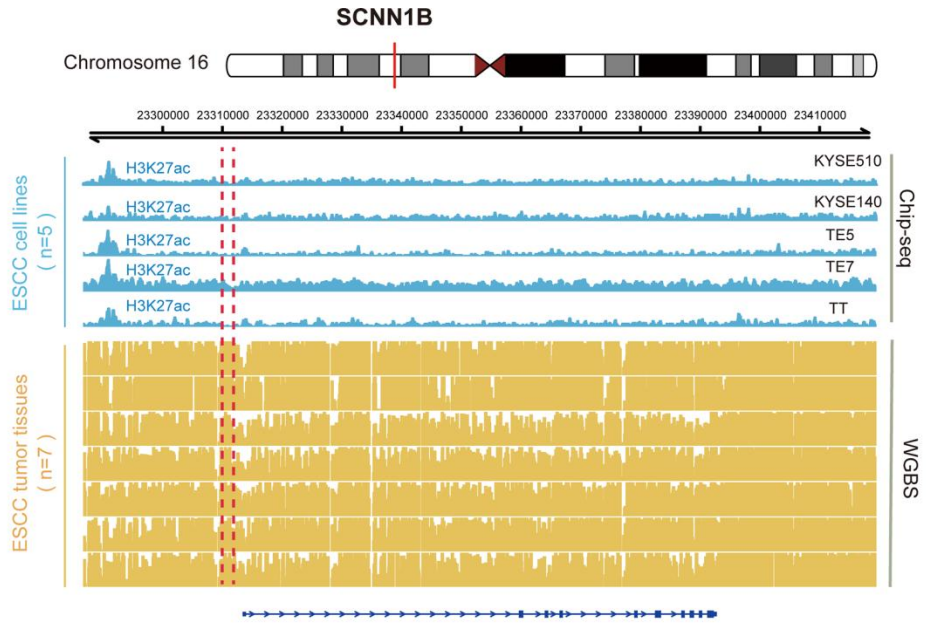 SCNN1B
Chromosome 16
23300000 23310000 23320000 23330000 23340000 23350000 23360000 23370000 23380000 23390000 23400000 23410000
ESCC cell lines
( n=5 )
H3K27ac KYSE510
H3K27ac KYSE140
H3K27ac TE5
H3K27ac TE7
H3K27ac TT
Chip-seq
ESCC tumor tissues
( n=7 )
WGBS